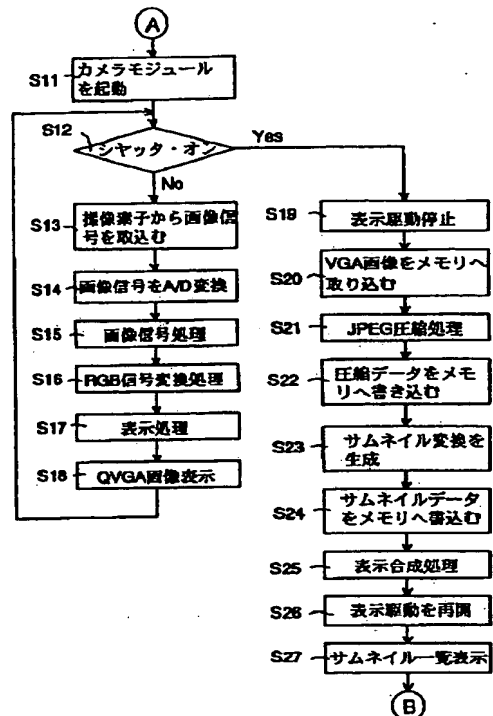 A
S11
カメラモジュール
を起動
S12
シヤッタ・オン
Yes
No
S13
撮像素子から画像信
号を取込む
S14
画像信号をA/D変換
S15
画像信号処理
S16
RGB信号変換処理
S17
表示処理
S18
QVGA画像表示
S19
表示駆動停止
S20
VGA画像をメモリへ
取り込む
S21
JPEG圧縮処理
S22
圧縮データをメモ
リへ書き込む
S23
サムネイル変換を
生成
S24
サムネイルデータ
をメモリへ書込む
S25
表示合成処理
S26
表示駆動を再開
S27
サムネイル一覧表示
B